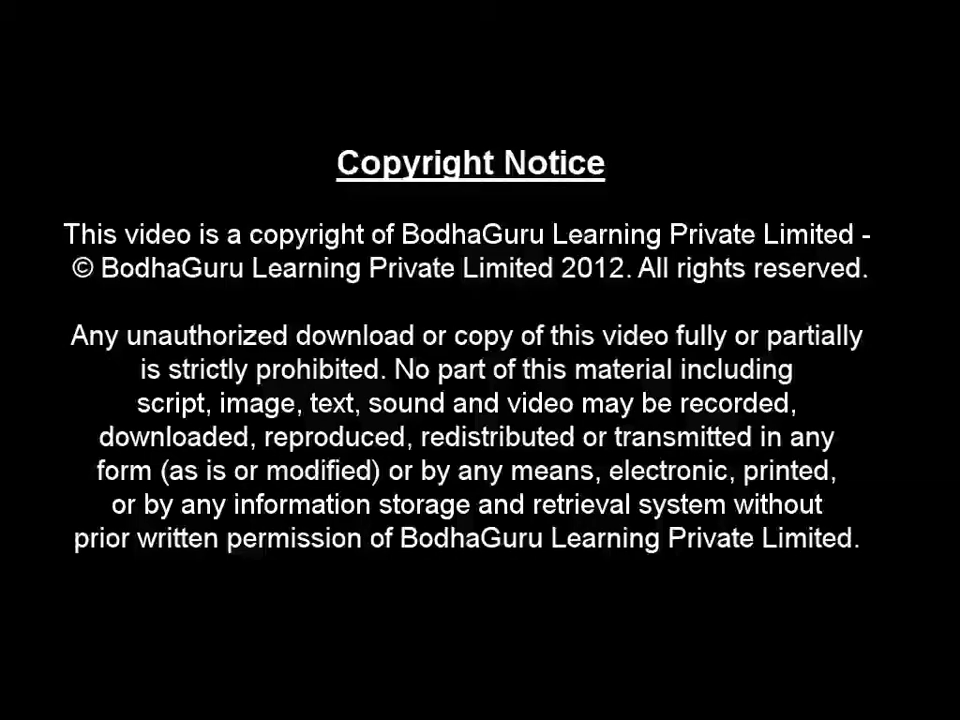 Copyright Notice
This video is a copyright of BodhaGuru Learning Private Limited -
© BodhaGuru Learning Private Limited 2012. All rights reserved.
Any unauthorized download or copy of this video fully or partially
is strictly prohibited. No part of this material including
script, image, text, sound and video may be recorded,
downloaded, reproduced, redistributed or transmitted in any
form (as is or modified) or by any means, electronic, printed,
or by any information storage and retrieval system without
prior written permission of BodhaGuru Learning Private Limited.